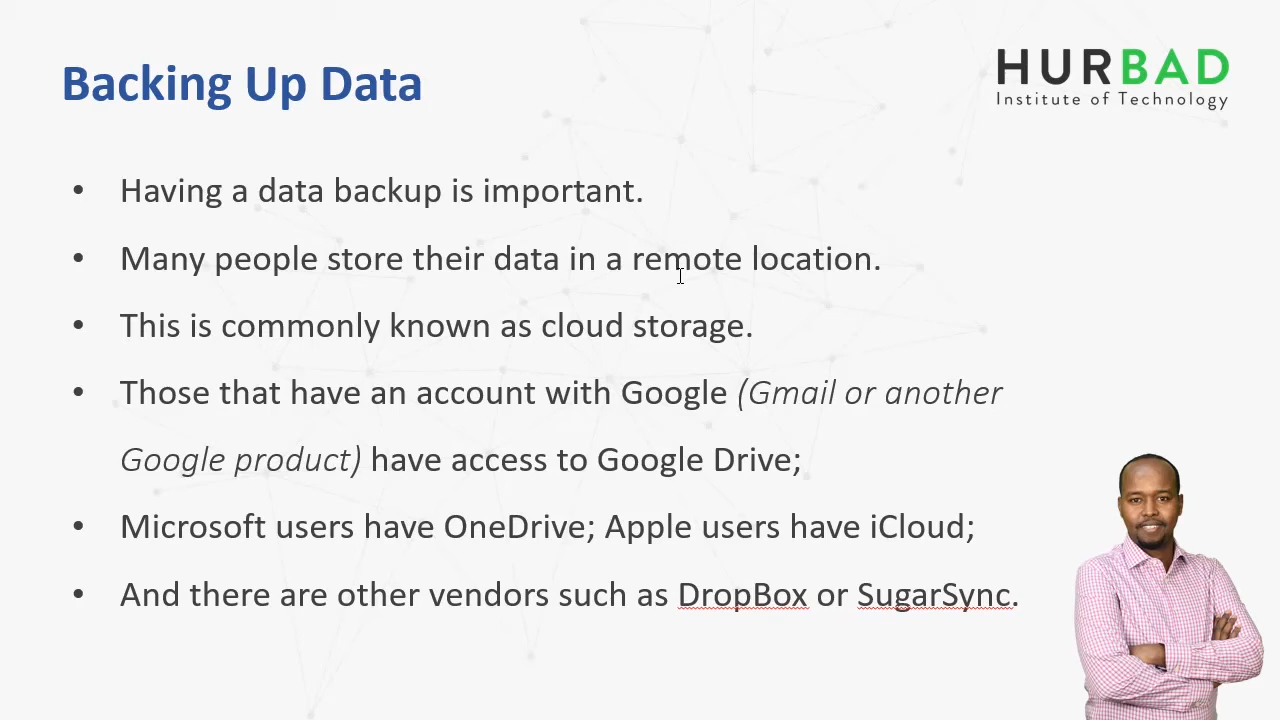 Backing Up Data
HURBAD
Institute of Technology
• Having a data backup is important.
• Many people store their data in a remote location.
• This is commonly known as cloud storage.
• Those that have an account with Google (Gmail or another
Google product) have access to Google Drive;
• Microsoft users have OneDrive; Apple users have iCloud;
• And there are other vendors such as DropBox or SugarSync.